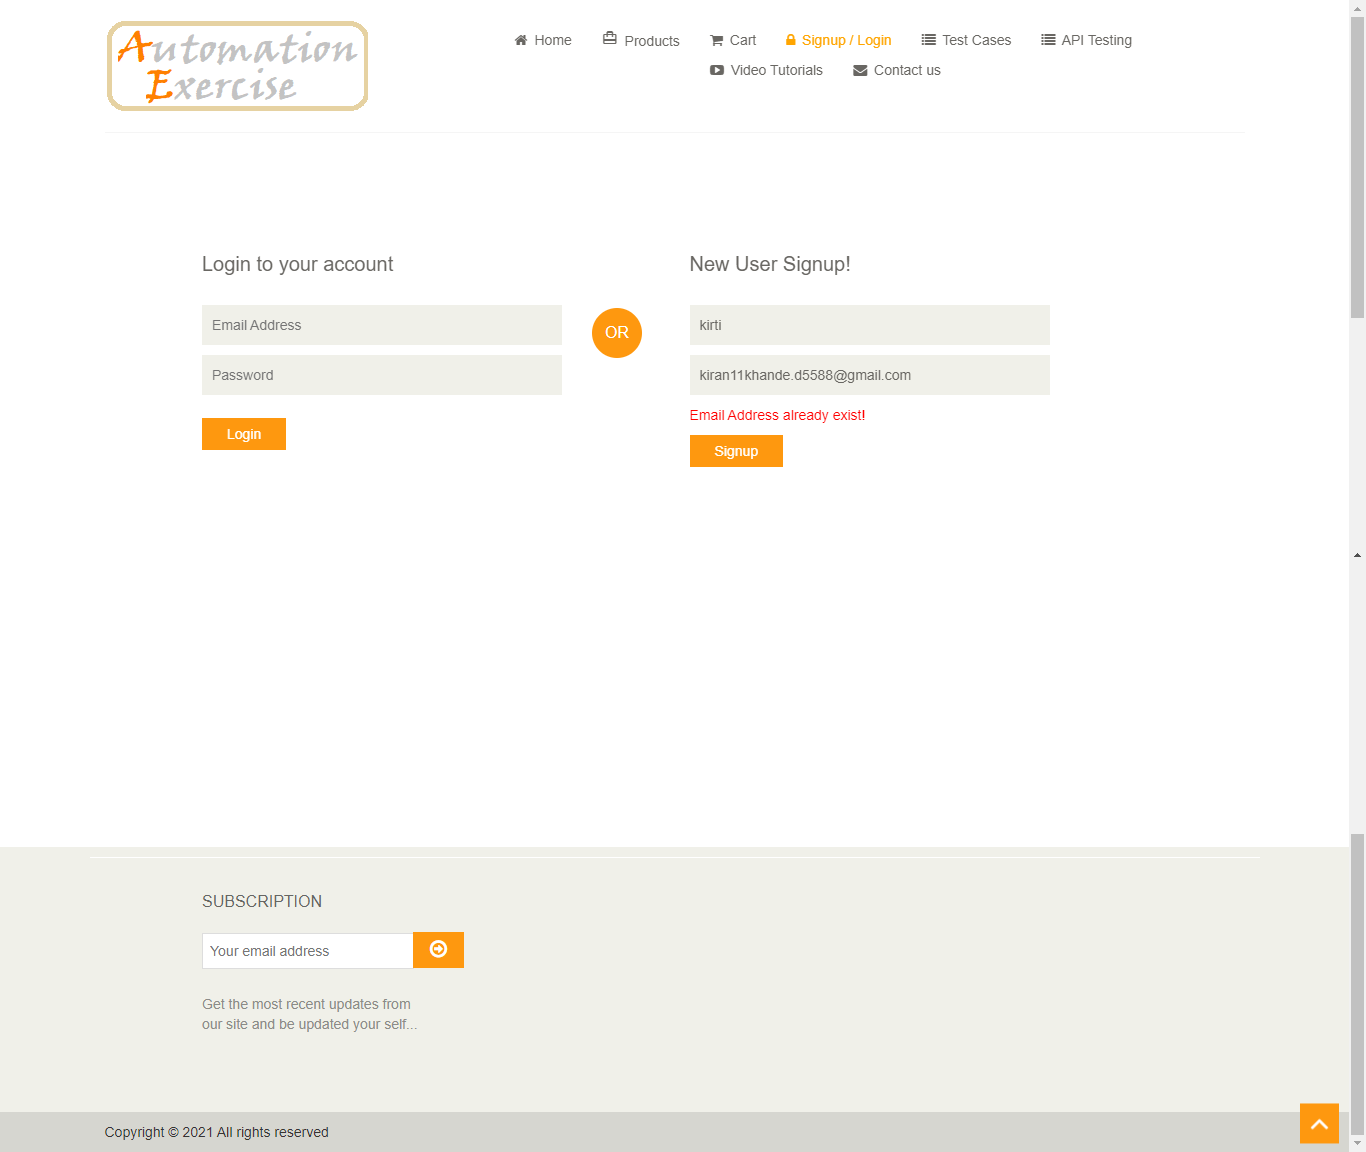 Automation
Exercise
Home
Products
Cart
Signup / Login
Test Cases
API Testing
Video Tutorials
Contact us
Login to your account
Email Address
Password
Login
OR
New User Signup!
kirti
kiran11khande.d5588@gmail.com
Email Address already exist!
Signup
SUBSCRIPTION
Your email address
Get the most recent updates from
our site and be updated your self...
Copyright © 2021 All rights reserved